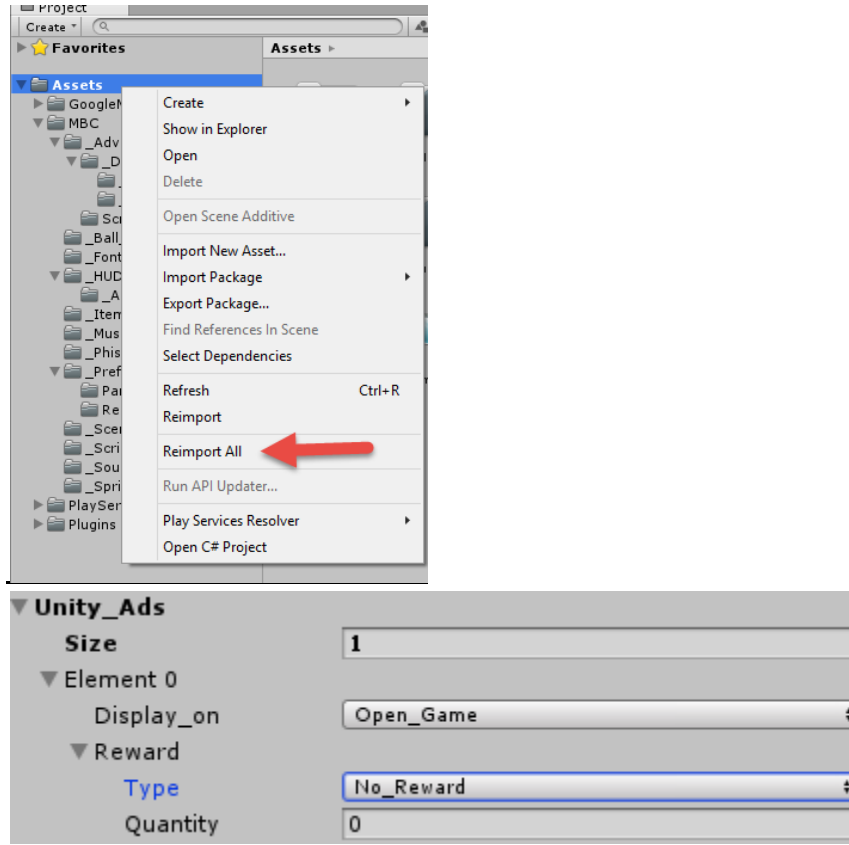 Project
Create
Favorites
Assets
Assets
GoogleM
MBC
_Adv
_D
_
_
Scr
_Ball_
_Font
_HUD
_A
_Item
_Mus
_Phis
_Pref
Par
Re
_Scen
_Scri
_Sou
_Spri
PlaySer
Plugins
Create
Show in Explorer
Open
Delete
Open Scene Additive
Import New Asset...
Import Package
Export Package...
Find References In Scene
Select Dependencies
Refresh Ctrl+R
Reimport
Reimport All
Run API Updater...
Play Services Resolver
Open C# Project
Unity_Ads
Size 1
Element 0
Display_on Open_Game
Reward
Type No_Reward
Quantity 0